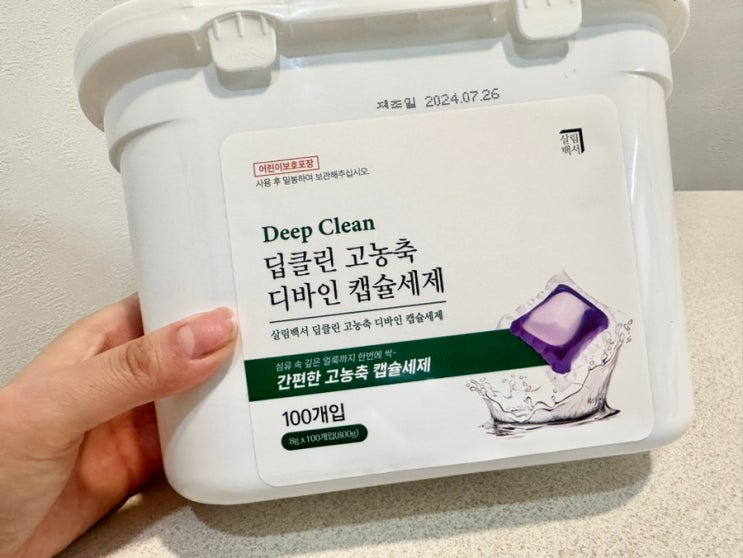 제조일 2024.07.26
살림
백서
어린이보호포장
사용 후 밀봉하여 보관해주십시오.
Deep Clean
딥클린 고농축
디바인 캡슐세제
살림백서 딥클린 고농축 디바인 캡슐세제
섬유 속 깊은 얼룩까지 한번에 싹-
간편한 고농축 캡슐세제
100개입
8g x 100개입(800g)